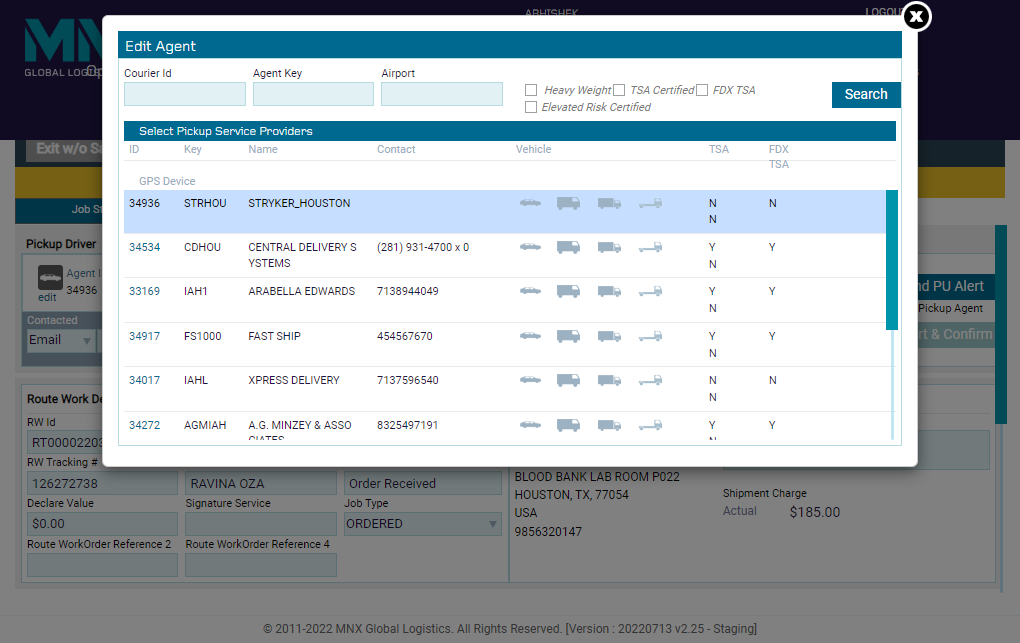 ABHISHEK
LOGOUT
MNX
GLOBAL LOGIS
Edit Agent
Courier Id
Agent Key
Airport
Heavy Weight
TSA Certified
FDX TSA
Elevated Risk Certified
Search
Select Pickup Service Providers
ID Key Name Contact Vehicle TSA FDX
TSA
GPS Device
34936 STRHOU STRYKER_HOUSTON N N
N
34534 CDHOU CENTRAL DELIVERY S (281) 931-4700 x 0 Y Y
YSTEMS N
33169 IAH1 ARABELLA EDWARDS 7138944049 Y Y
N
34917 FS1000 FAST SHIP 454567670 Y Y
N
34017 IAHL XPRESS DELIVERY 7137596540 N N
N
34272 AGMIAH A.G. MINZEY & ASSO 8325497191 Y Y
CIATES N
Exit w/o Sa
Job St
Pickup Driver
Agent I
34936
edit
Contacted
Email
nd PU Alert
Pickup Agent
rt & Confirm
Route Work De
RW Id
RT00002203
RW Tracking #
126272738
RAVINA OZA
Order Received
Declare Value
Signature Service
Job Type
$0.00
ORDERED
Route WorkOrder Reference 2
Route WorkOrder Reference 4
BLOOD BANK LAB ROOM P022
HOUSTON, TX, 77054
USA
9856320147
Shipment Charge
Actual $185.00
© 2011-2022 MNX Global Logistics. All Rights Reserved. [Version : 20220713 v2.25 - Staging]